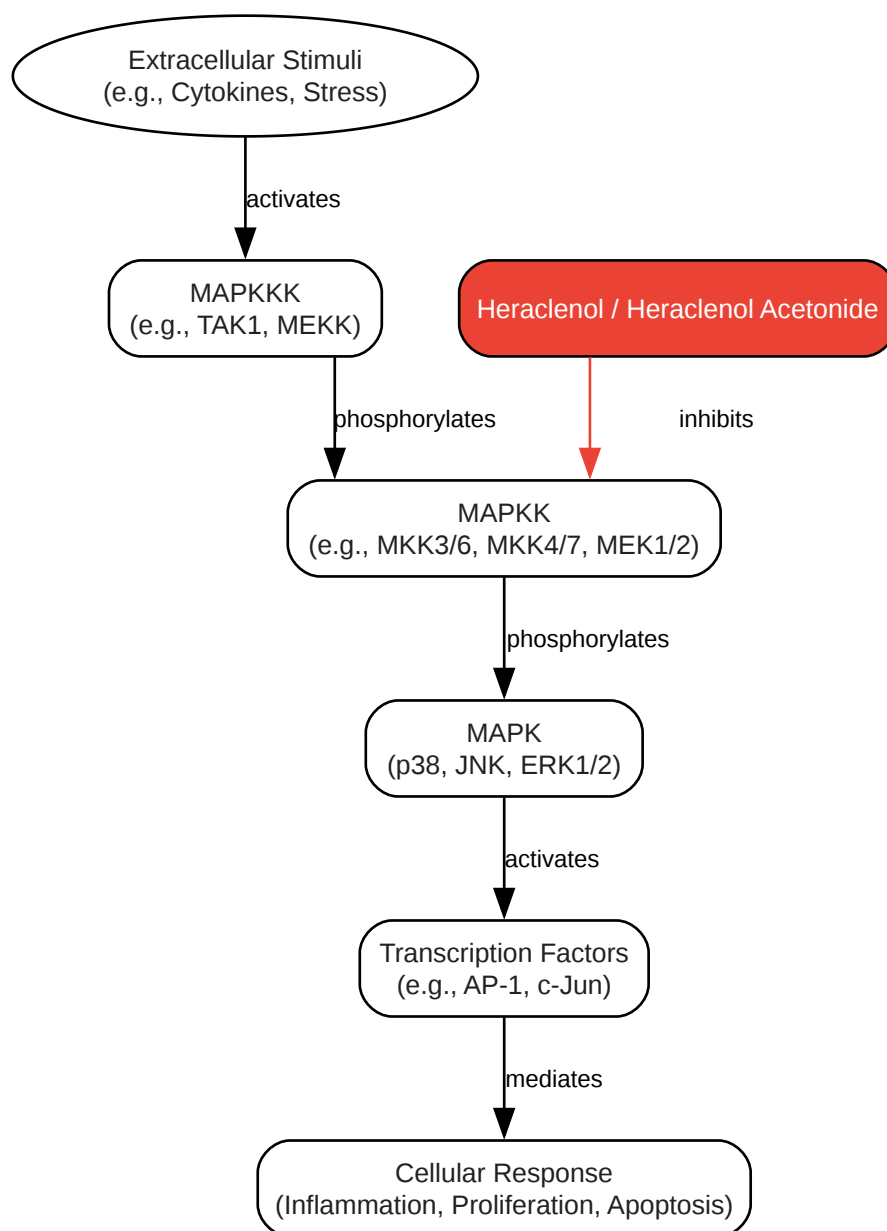 Extracellular Stimuli
(e.g., Cytokines, Stress)
activates
MAPKKK
(e.g., TAK1, MEKK)
Heraclenol / Heraclenol Acetonide
phosphorylates
inhibits
MAPKK
(e.g., MKK3/6, MKK4/7, MEK1/2)
phosphorylates
MAPK
(p38, JNK, ERK1/2)
activates
Transcription Factors
(e.g., AP-1, c-Jun)
mediates
Cellular Response
(Inflammation, Proliferation, Apoptosis)